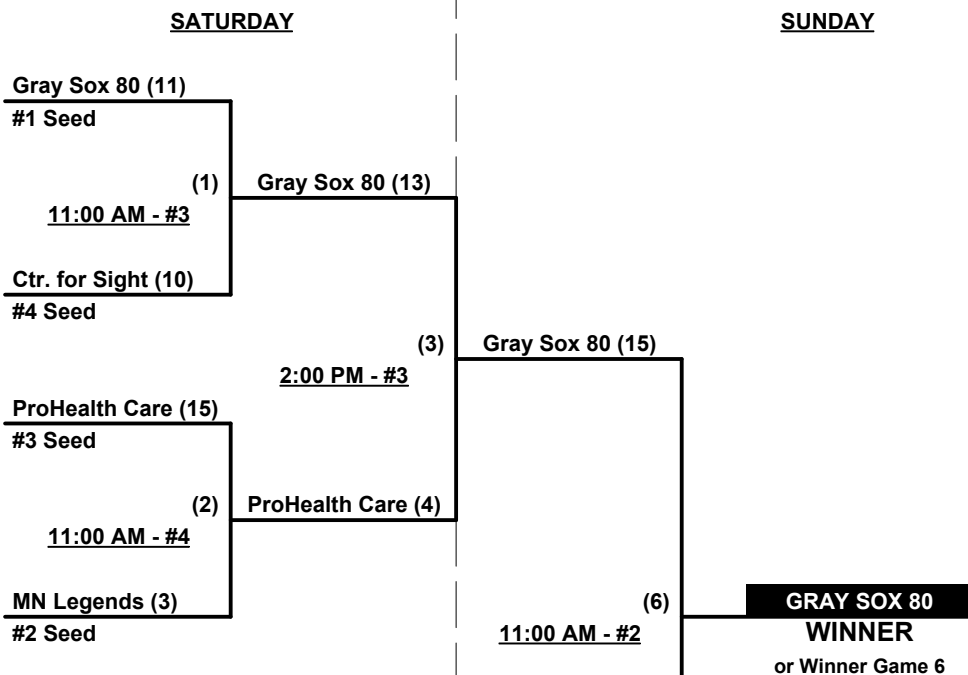 SATURDAY
SUNDAY
Gray Sox 80 (11)
#1 Seed
(1)
Gray Sox 80 (13)
11:00 AM - #3
Ctr. for Sight (10)
#4 Seed
(3)
Gray Sox 80 (15)
2:00 PM - #3
ProHealth Care (15)
#3 Seed
(2)
ProHealth Care (4)
11:00 AM - #4
MN Legends (3)
#2 Seed
(6)
11:00 AM - #2
GRAY SOX 80
WINNER
or Winner Game 6